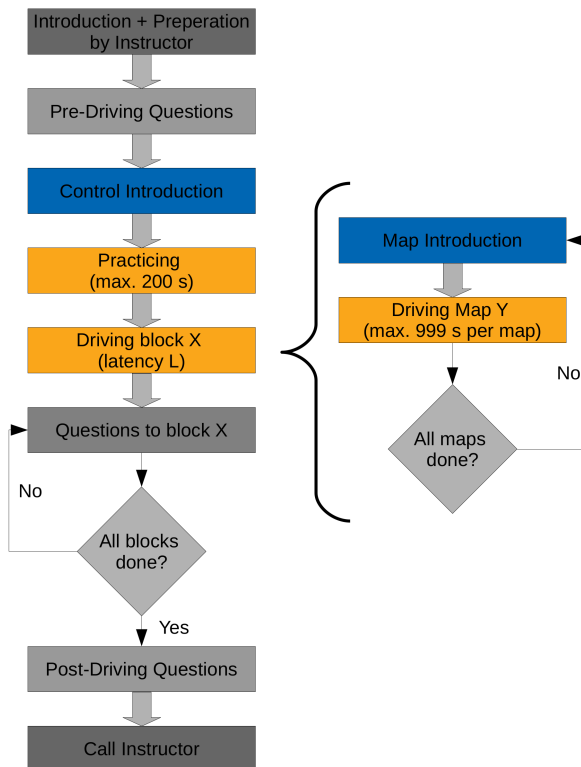 Introduction + Preperation
by Instructor
Pre-Driving Questions
Control Introduction
Practicing
(max. 200 s)
Driving block X
(latency L)
Questions to block X
No
All blocks
done?
Yes
Post-Driving Questions
Call Instructor
Map Introduction
Driving Map Y
(max. 999 s per map)
No
All maps
done?